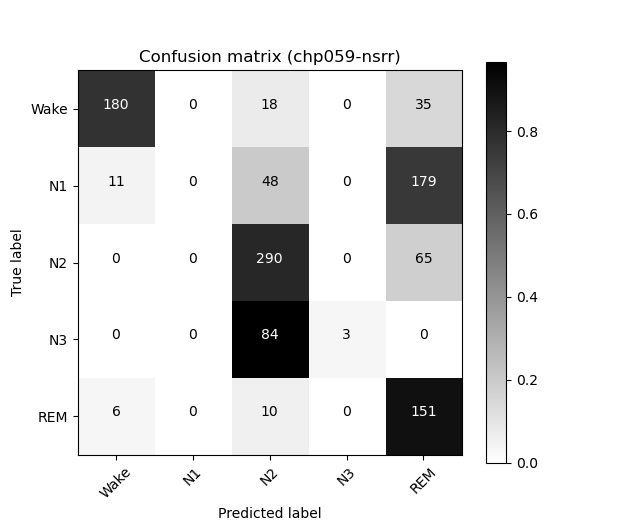 Confusion matrix (chp059-nsrr)
True label
Wake 180 0 18 0 35
N1 11 0 48 0 179
N2 0 0 290 0 65
N3 0 0 84 3 0
REM 6 0 10 0 151
Wake N1 N2 N3 REM
Predicted label
0.8
0.6
0.4
0.2
0.0